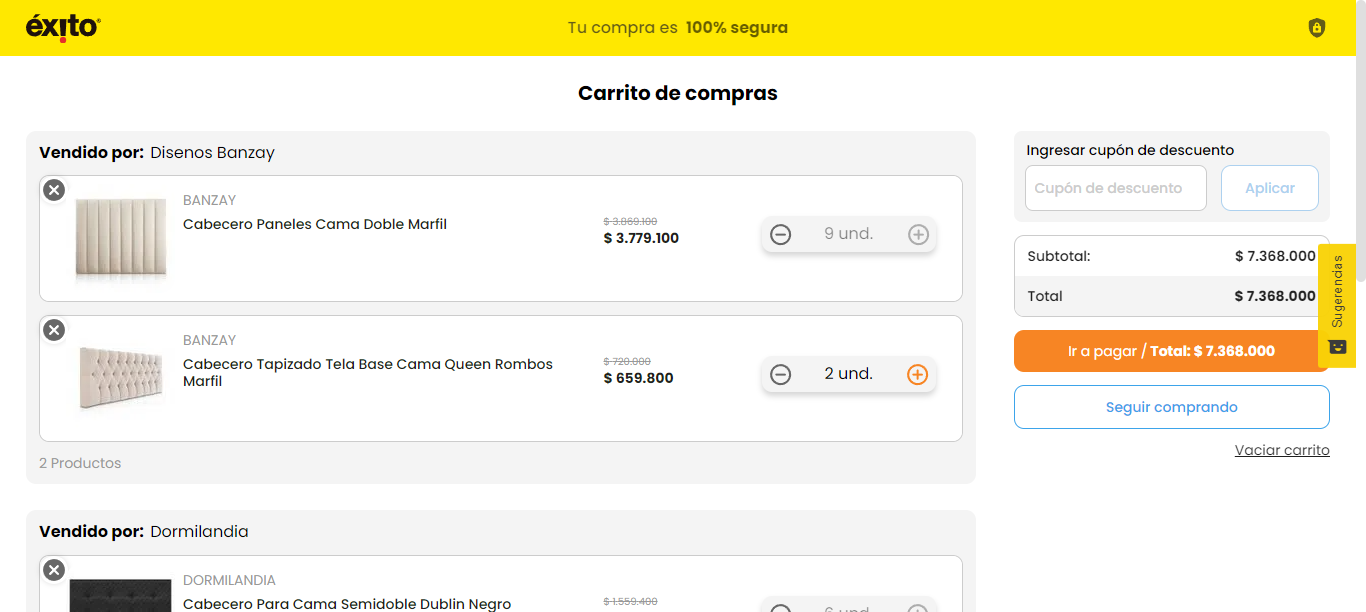 éxito
Tu compra es 100% segura
Carrito de compras
Vendido por: Disenos Banzay
BANZAY
Cabecero Paneles Cama Doble Marfil
$ 3.869.100
$ 3.779.100
9 und.
BANZAY
Cabecero Tapizado Tela Base Cama Queen Rombos
Marfil
$ 720.000
$ 659.800
2 und.
2 Productos
Vendido por: Dormilandia
DORMILANDIA
Cabecero Para Cama Semidoble Dublin Negro
$ 1.559.400
6 und.
Ingresar cupón de descuento
Cupón de descuento
Aplicar
Subtotal: $ 7.368.000
Total $ 7.368.000
Ir a pagar / Total: $ 7.368.000
Seguir comprando
Vaciar carrito
Sugerencias